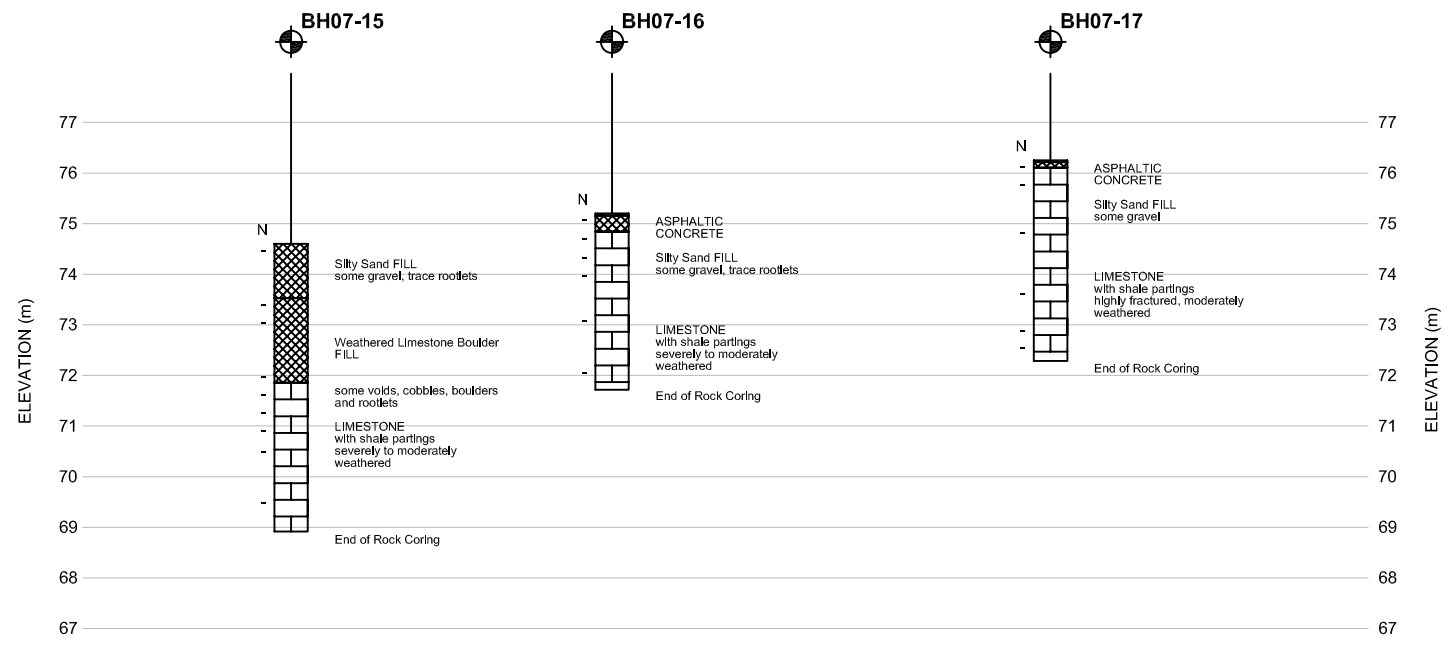 BH07-15
BH07-16
BH07-17
77
77
N
76
ASPHALTIC
CONCRETE
76
N
Silty Sand FILL
some gravel
75
ASPHALTIC
CONCRETE
75
N
Silty Sand FILL
some gravel, trace rootlets
Silty Sand FILL
some gravel, trace rootlets
74
74
LIMESTONE
with shale partings
highly fractured, moderately
weathered
ELEVATION (m)
ELEVATION (m)
73
73
Weathered Limestone Boulder
FILL
LIMESTONE
with shale partings
severely to moderately
weathered
72
End of Rock Coring
72
some voids, cobbles, boulders
and rootlets
End of Rock Coring
71
LIMESTONE
with shale partings
severely to moderately
weathered
71
70
70
69
End of Rock Coring
69
68
68
67
67